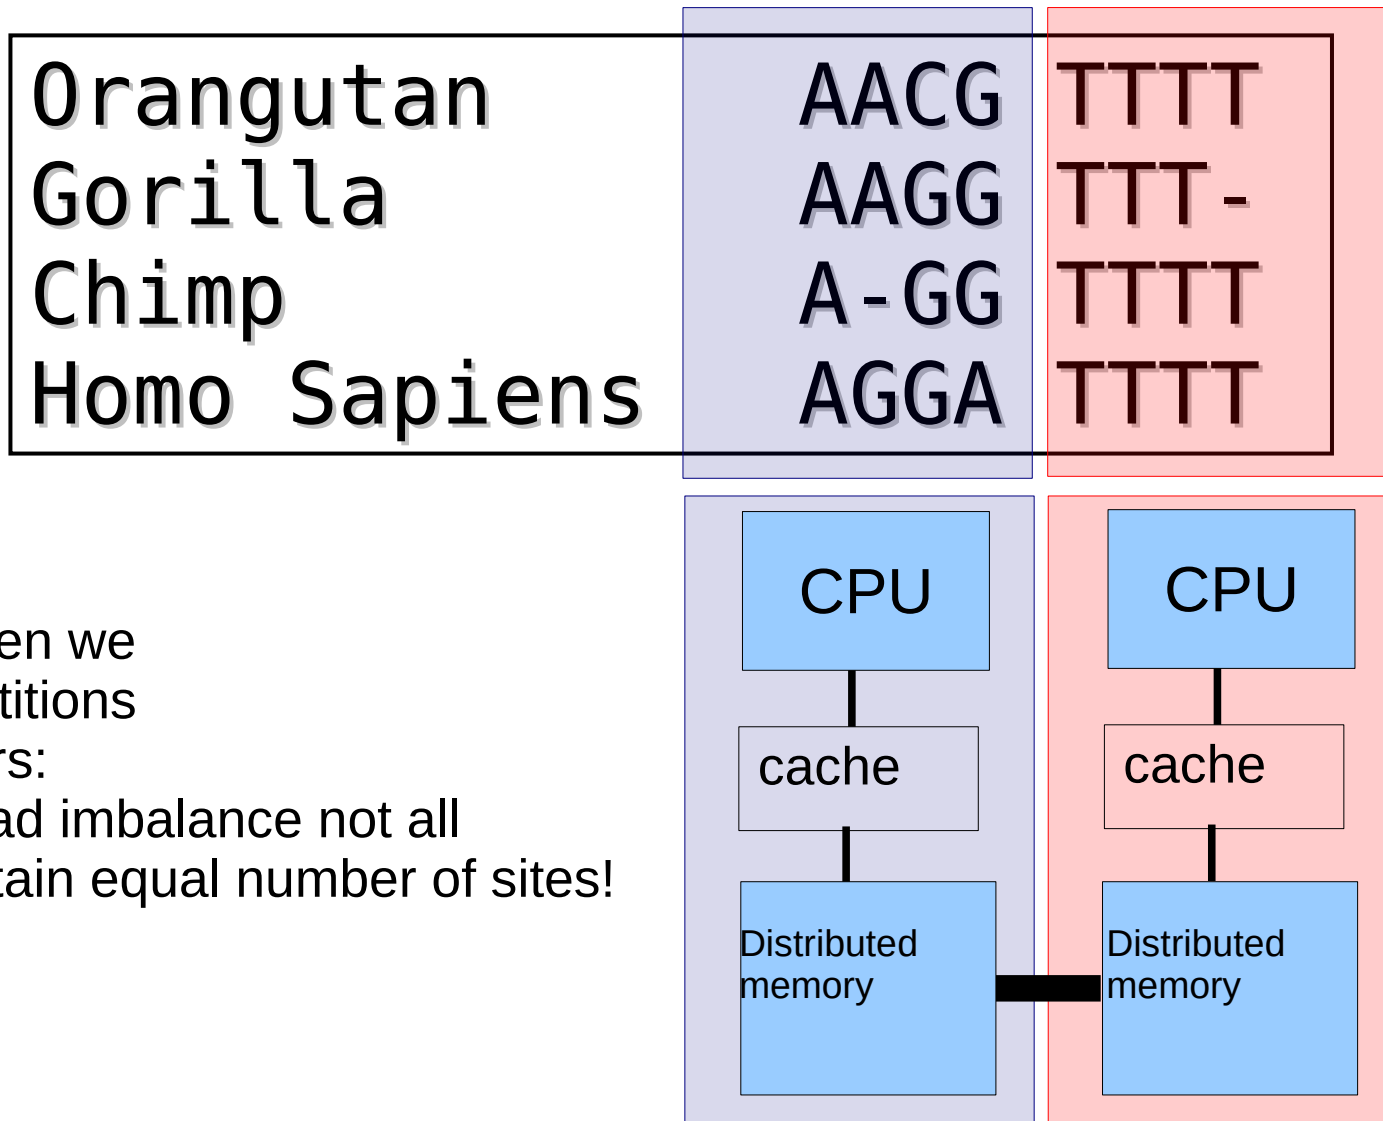 Orangutan AACG TTTT
Gorilla AAGG TTT-
Chimp A-GG TTTT
Homo Sapiens AGGA TTTT
CPU CPU
en we
titions
rs:
cache cache
ad imbalance not all
tain equal number of sites!
Distributed Distributed
memory memory